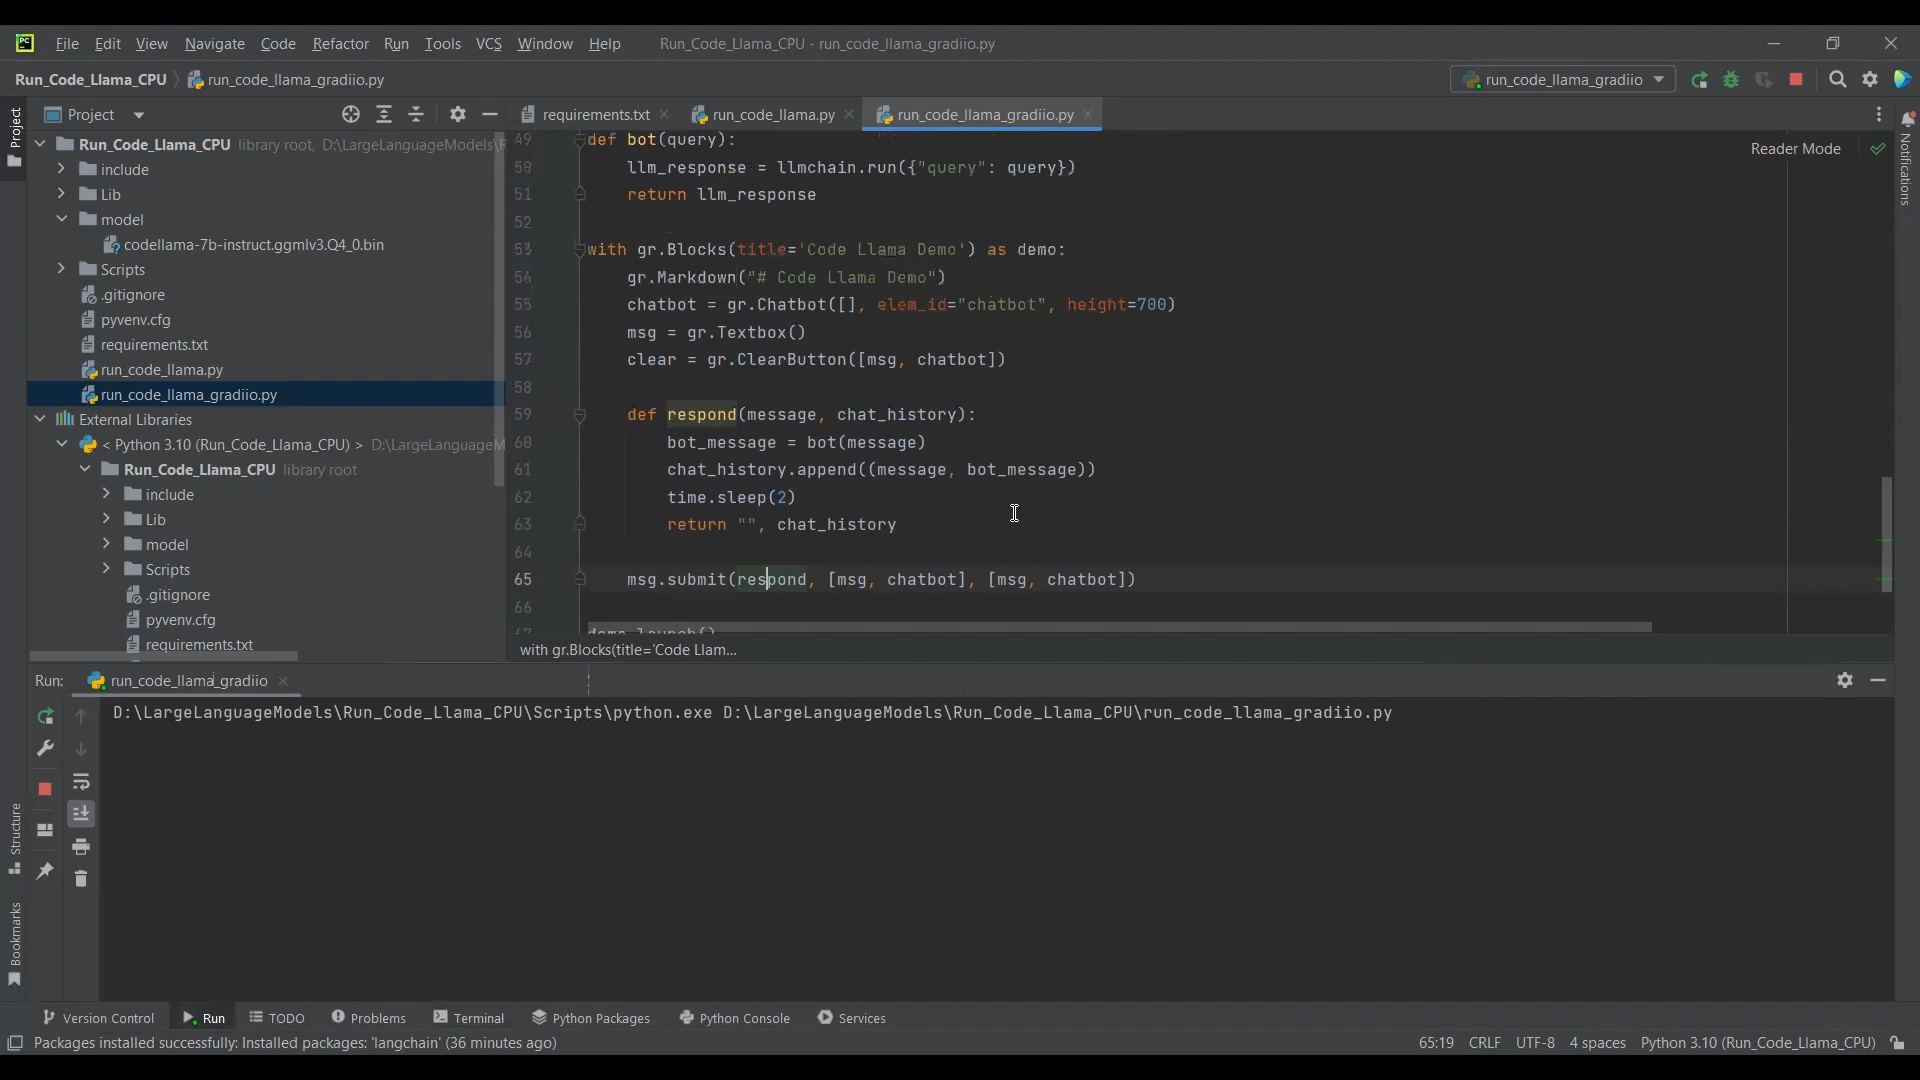 PC File Edit View Navigate Code Refactor Run Tools VCS Window Help Run_Code_Llama_CPU - run_code_llama_gradiio.py
Run_Code_Llama_CPU run_code_llama_gradiio.py run_code_llama_gradiio
Project
Project
requirements.txt run_code_llama.py run_code_llama_gradiio.py
Notifications
Run_Code_Llama_CPU library root, D:\LargeLanguageModels\R
include
Lib
model
codellama-7b-instruct.ggmlv3.Q4_0.bin
Scripts
.gitignore
pyvenv.cfg
requirements.txt
run_code_llama.py
run_code_llama_gradiio.py
External Libraries
< Python 3.10 (Run_Code_Llama_CPU) > D:\LargeLanguageM
Run_Code_Llama_CPU library root
include
Lib
model
Scripts
.gitignore
pyvenv.cfg
requirements.txt
Reader Mode
49 def bot(query):
50 llm_response = llmchain.run({"query": query})
51 return llm_response
52
53 with gr.Blocks(title='Code Llama Demo') as demo:
54 gr.Markdown("# Code Llama Demo")
55 chatbot = gr.Chatbot([], elem_id="chatbot", height=700)
56 msg = gr.Textbox()
57 clear = gr.ClearButton([msg, chatbot])
58
59 def respond(message, chat_history):
60 bot_message = bot(message)
61 chat_history.append((message, bot_message))
62 time.sleep(2)
63 return "", chat_history
64
65 msg.submit(respond, [msg, chatbot], [msg, chatbot])
66
67 demo.launch()
with gr.Blocks(title='Code Llam...
Run: run_code_llama_gradiio
D:\LargeLanguageModels\Run_Code_Llama_CPU\Scripts\python.exe D:\LargeLanguageModels\Run_Code_Llama_CPU\run_code_llama_gradiio.py
Structure
Bookmarks
Version Control Run TODO Problems Terminal Python Packages Python Console Services
Packages installed successfully: Installed packages: 'langchain' (36 minutes ago) 65:19 CRLF UTF-8 4 spaces Python 3.10 (Run_Code_Llama_CPU)